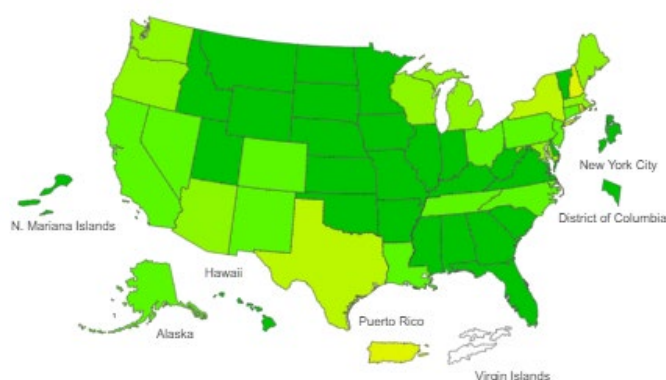 New York City
N. Mariana Islands
District of Columbia
Hawaii
Alaska
Puerto Rico
Virgin Islands